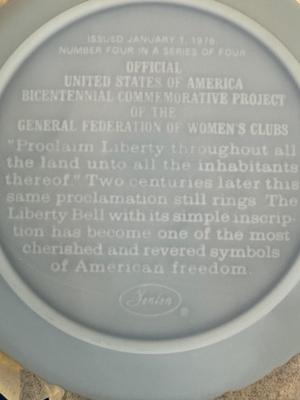 ISSUED JANUARY 1, 1976
NUMBER FOUR IN A SERIES OF FOUR
OFFICIAL
UNITED STATES OF AMERICA
BICENTENNIAL COMMEMORATIVE PROJECT
OF THE
GENERAL FEDERATION OF WOMEN'S CLUBS
"Proclaim Liberty throughout all
the land unto all the inhabitants
thereof." Two centuries later this
same proclamation still rings. The
Liberty Bell with its simple inscrip-
tion has become one of the most
cherished and revered symbols
of American freedom.
Fenton
®